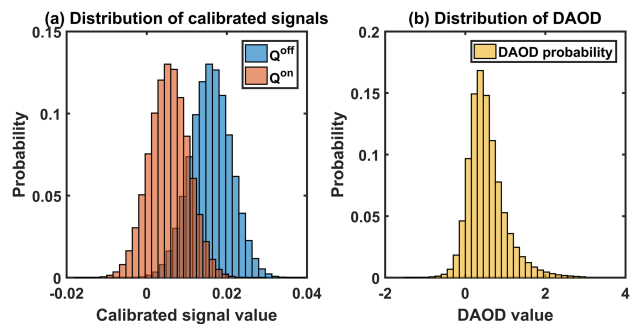 (a) Distribution of calibrated signals
0.15
0.1
0.05
0
Probability
Q^off
Q^on
-0.02 0 0.02 0.04
Calibrated signal value
(b) Distribution of DAOD
0.2
0.15
0.1
0.05
0
Probability
DAOD probability
-2 0 2 4
DAOD value